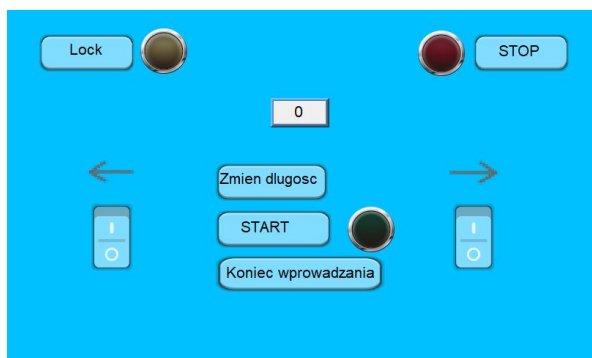 Lock
STOP
0
Zmien dlugosc
START
Koniec wprowadzania